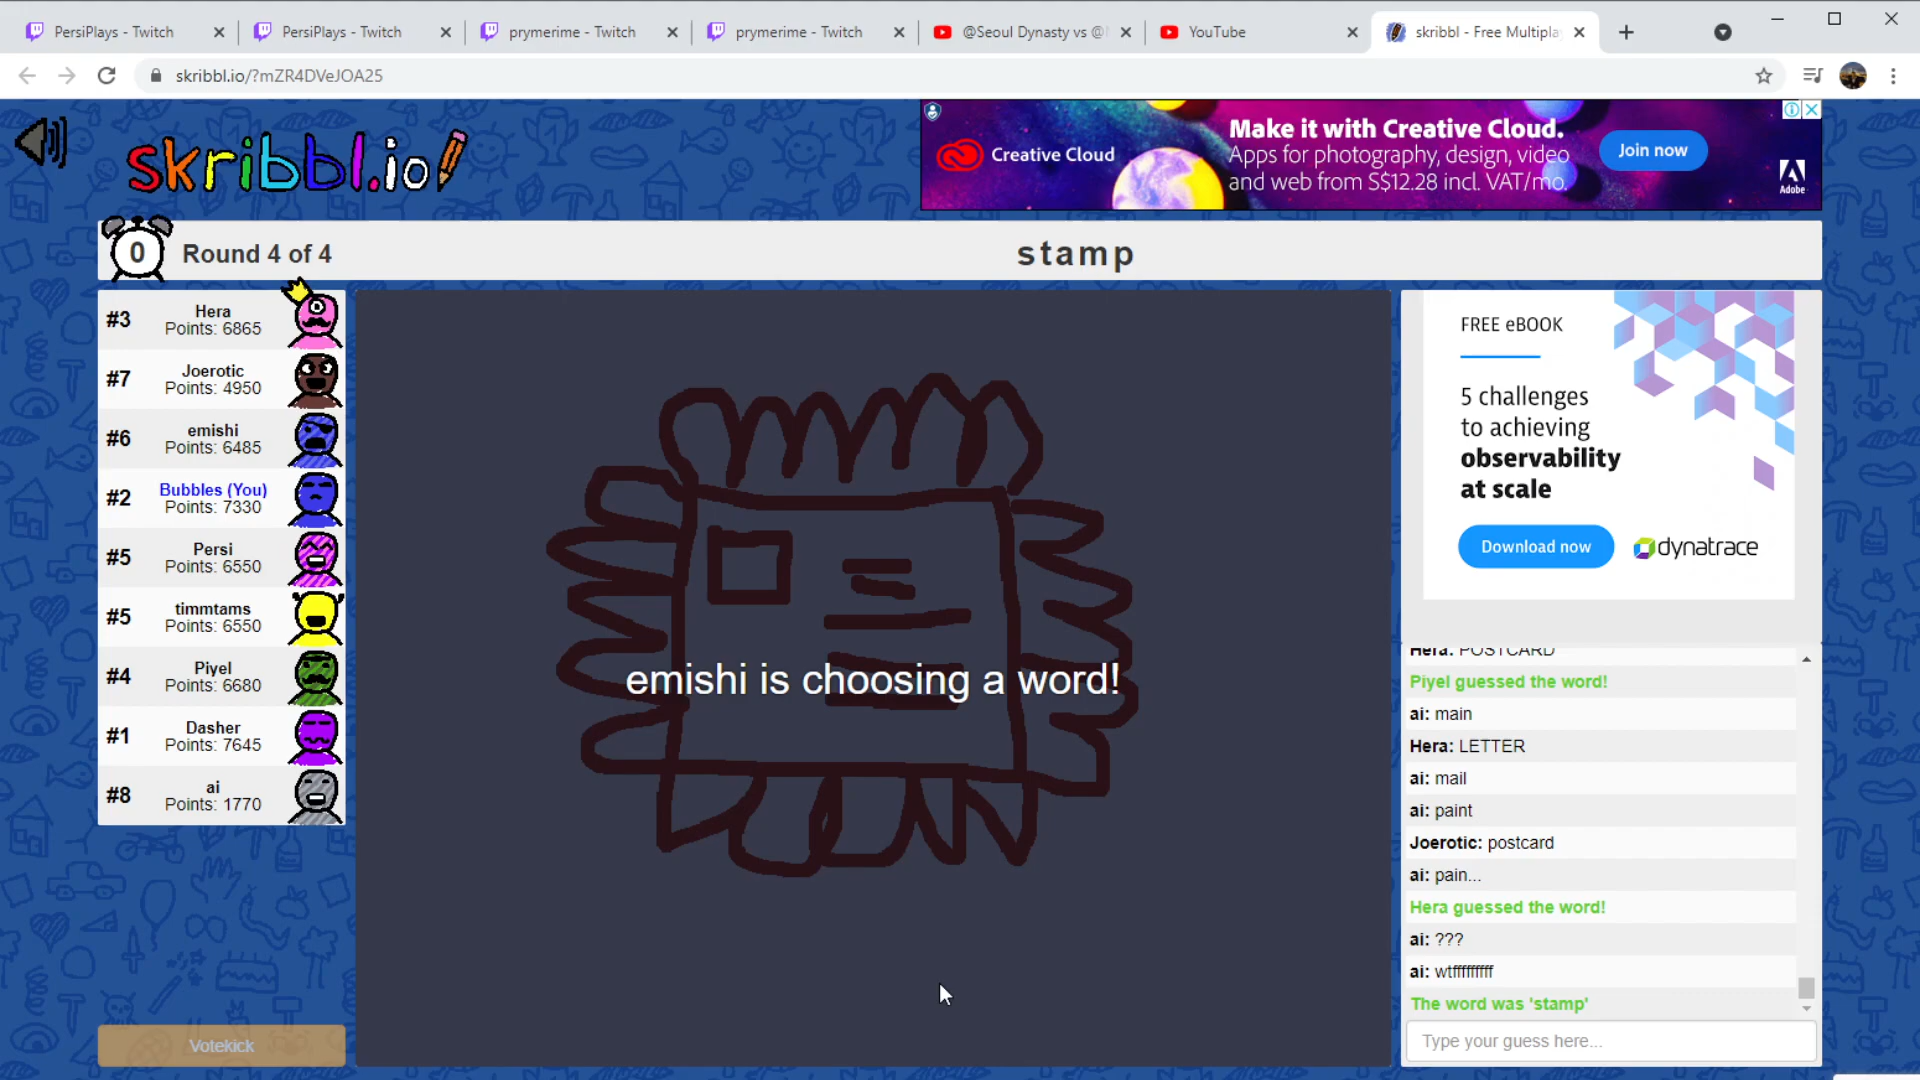 PersiPlays - Twitch
PersiPlays - Twitch
prymerime - Twitch
prymerime - Twitch
@Seoul Dynasty vs @
YouTube
skribbl - Free Multipla
skribbl.io/?mZR4DVeJOA25
skribbl.io
Creative Cloud
Make it with Creative Cloud.
Apps for photography, design, video
and web from S$12.28 incl. VAT/mo.
Join now
Adobe
0
Round 4 of 4
stamp
#3
Hera
Points: 6865
#7
Joerotic
Points: 4950
#6
emishi
Points: 6485
#2
Bubbles (You)
Points: 7330
#5
Persi
Points: 6550
#5
timmtams
Points: 6550
#4
Piyel
Points: 6680
#1
Dasher
Points: 7645
#8
ai
Points: 1770
Votekick
emishi is choosing a word!
FREE eBOOK
5 challenges
to achieving
observability
at scale
Download now
dynatrace
Hera: POSTCARD
Piyel guessed the word!
ai: main
Hera: LETTER
ai: mail
ai: paint
Joerotic: postcard
ai: pain...
Hera guessed the word!
ai: ???
ai: wtfffffffff
The word was 'stamp'
Type your guess here...